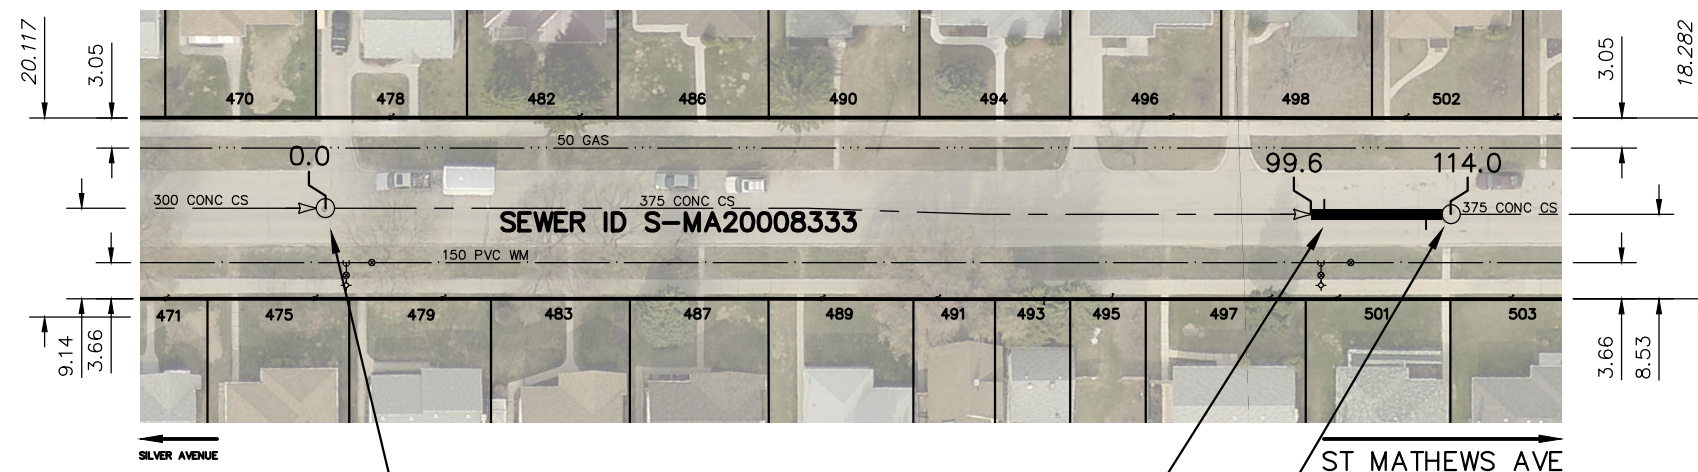 20.117
3.05
3.05
18.282
470 478 482 486 490 494 496 498 502
50 GAS
0.0
99.6
114.0
300 CONC CS
375 CONC CS
375 CONC CS
SEWER ID S-MA20008333
150 PVC WM
471 475 479 483 487 489 491 493 495 497 501 503
9.14
3.66
3.66
8.53
SILVER AVENUE
ST MATHEWS AVE